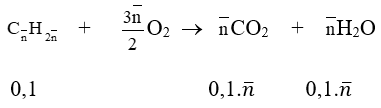 C_n̅H_2n̅ + 3n̅/2 O₂ → n̅CO₂ + n̅H₂O
0,1 0,1.n̅ 0,1.n̅